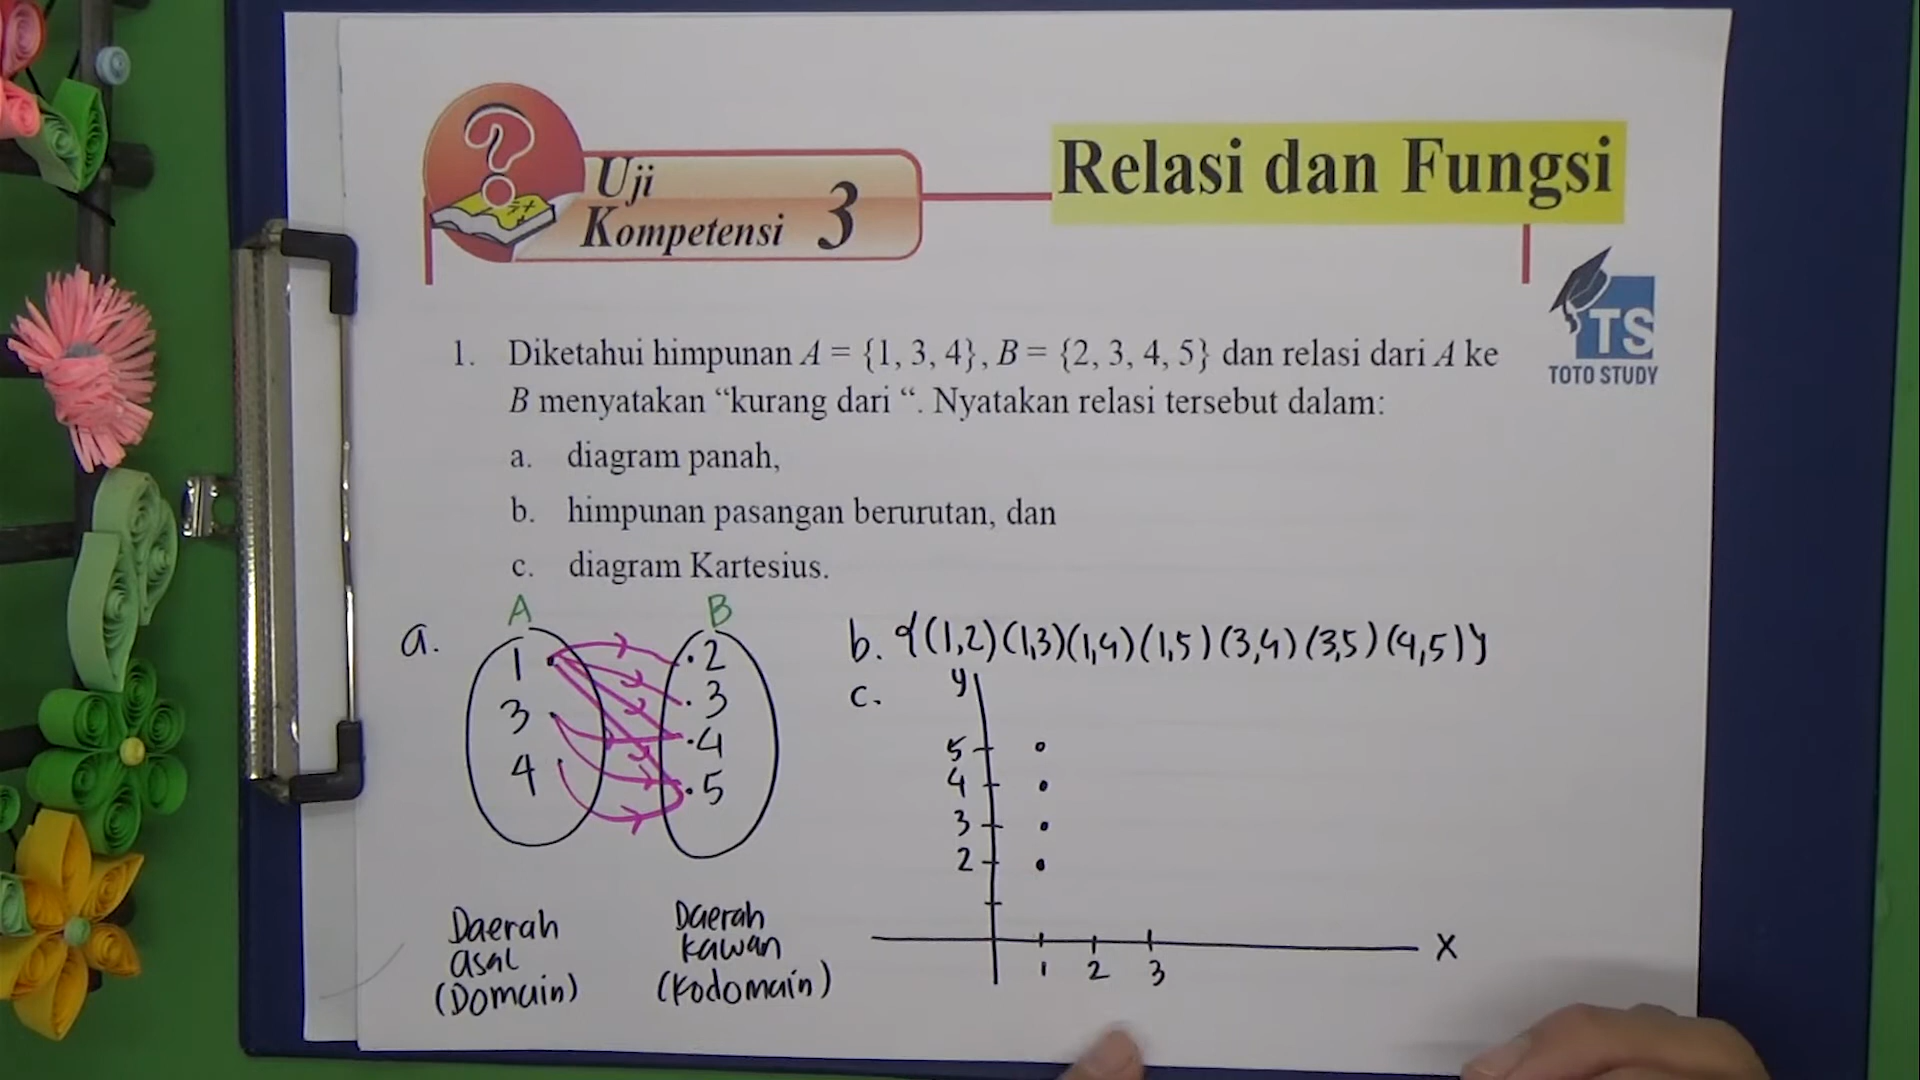 Uji
Kompetensi 3
Relasi dan Fungsi
TS
TOTO STUDY
1. Diketahui himpunan A = {1, 3, 4}, B = {2, 3, 4, 5} dan relasi dari A ke
B menyatakan “kurang dari “. Nyatakan relasi tersebut dalam:
a. diagram panah,
b. himpunan pasangan berurutan, dan
c. diagram Kartesius.
a.
A
B
1
3
4
2
3
4
5
Daerah
asal
(Domain)
Daerah
kawan
(Kodomain)
b. {(1,2)(1,3)(1,4)(1,5)(3,4)(3,5)(4,5)}
c.
y
5
4
3
2
1 2 3
X